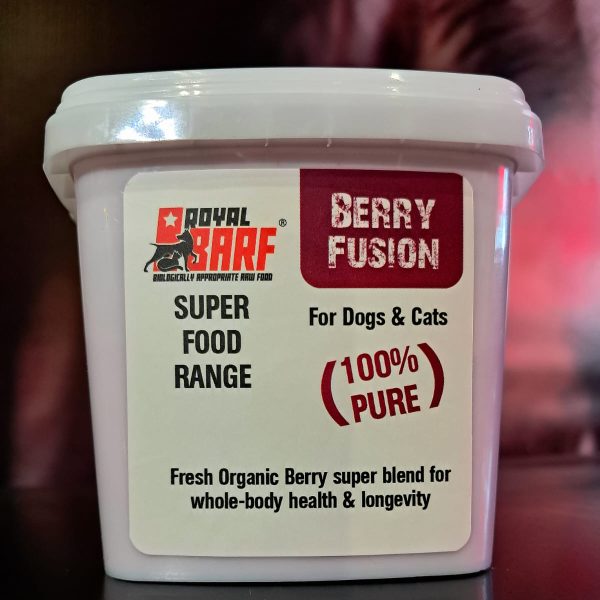 ROYAL
BARF®
BIOLOGICALLY APPROPRIATE RAW FOOD
BERRY
FUSION
SUPER
FOOD
RANGE
For Dogs & Cats
(100%
PURE)
Fresh Organic Berry super blend for
whole-body health & longevity